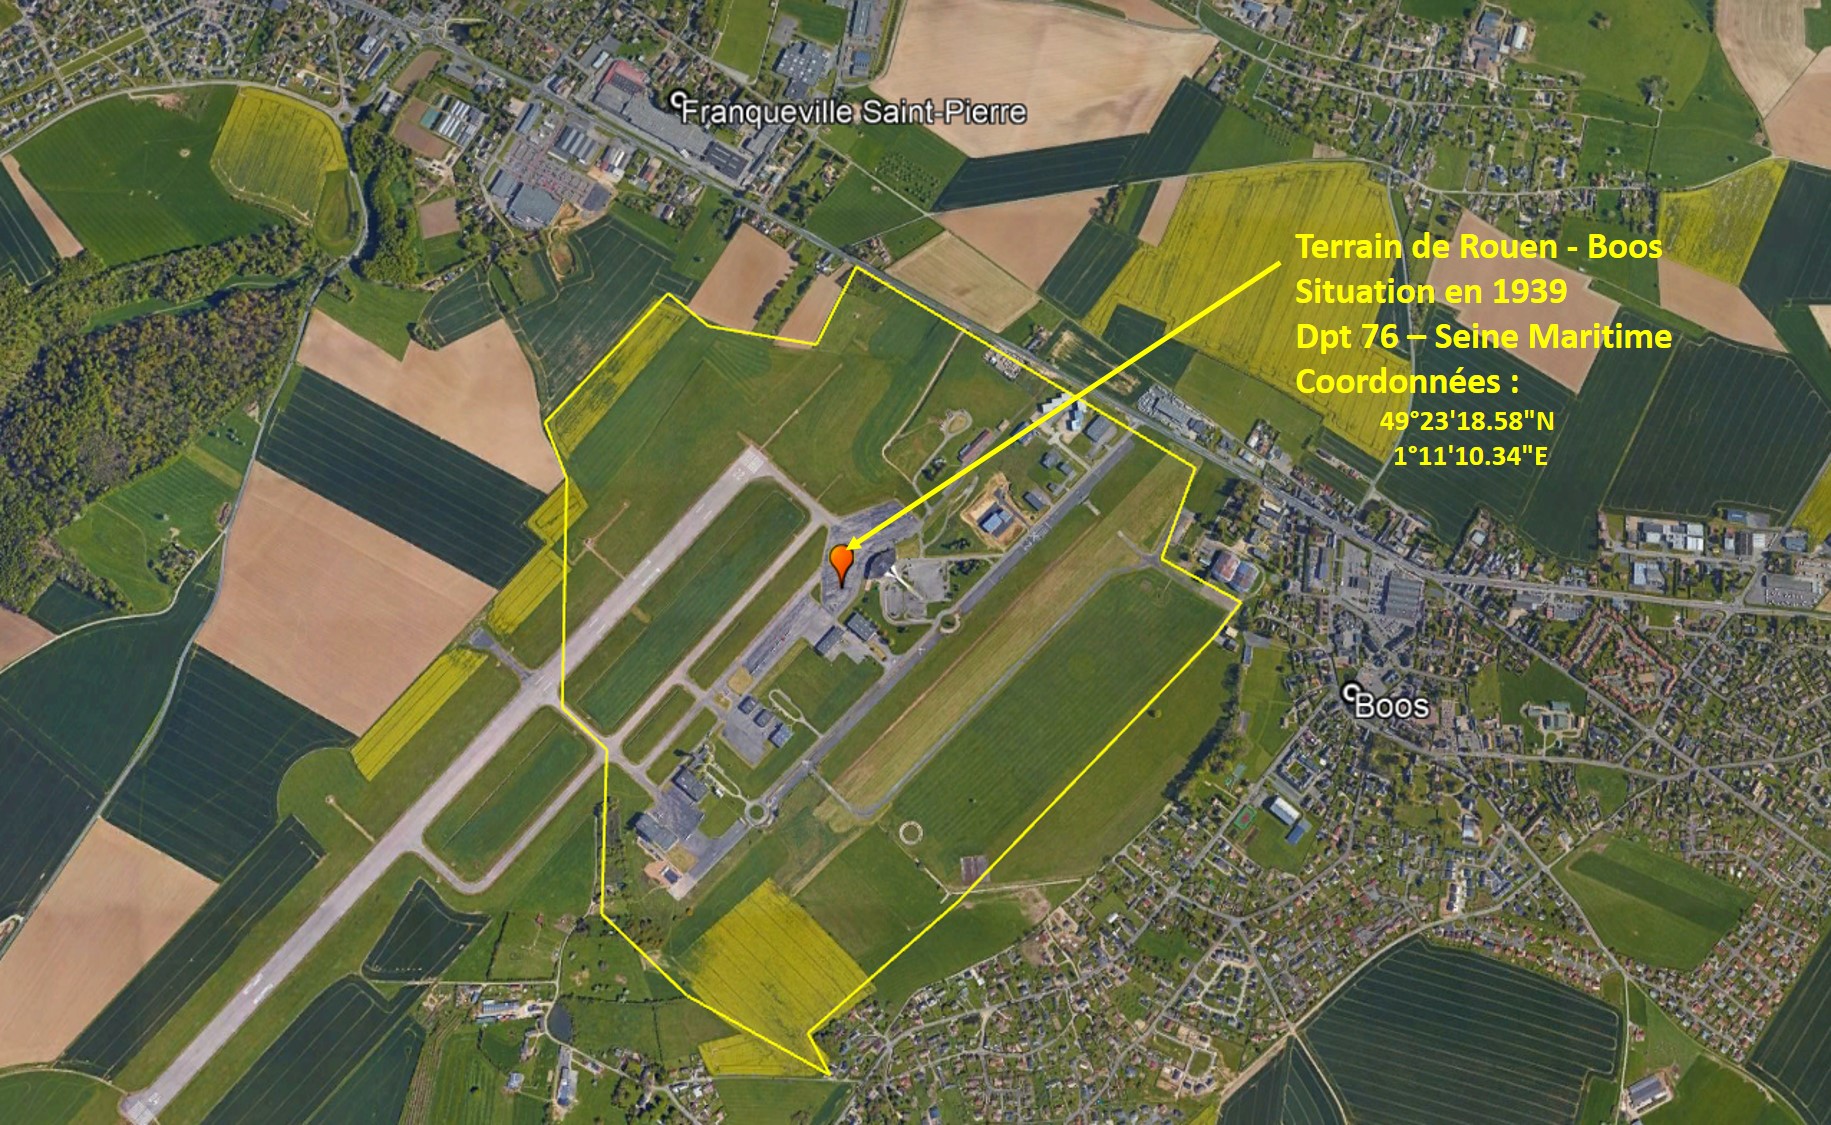 Franqueville Saint-Pierre
Terrain de Rouen - Boos
Situation en 1939
Dpt 76 – Seine Maritime
Coordonnées :
49°23'18.58"N
1°11'10.34"E
Boos